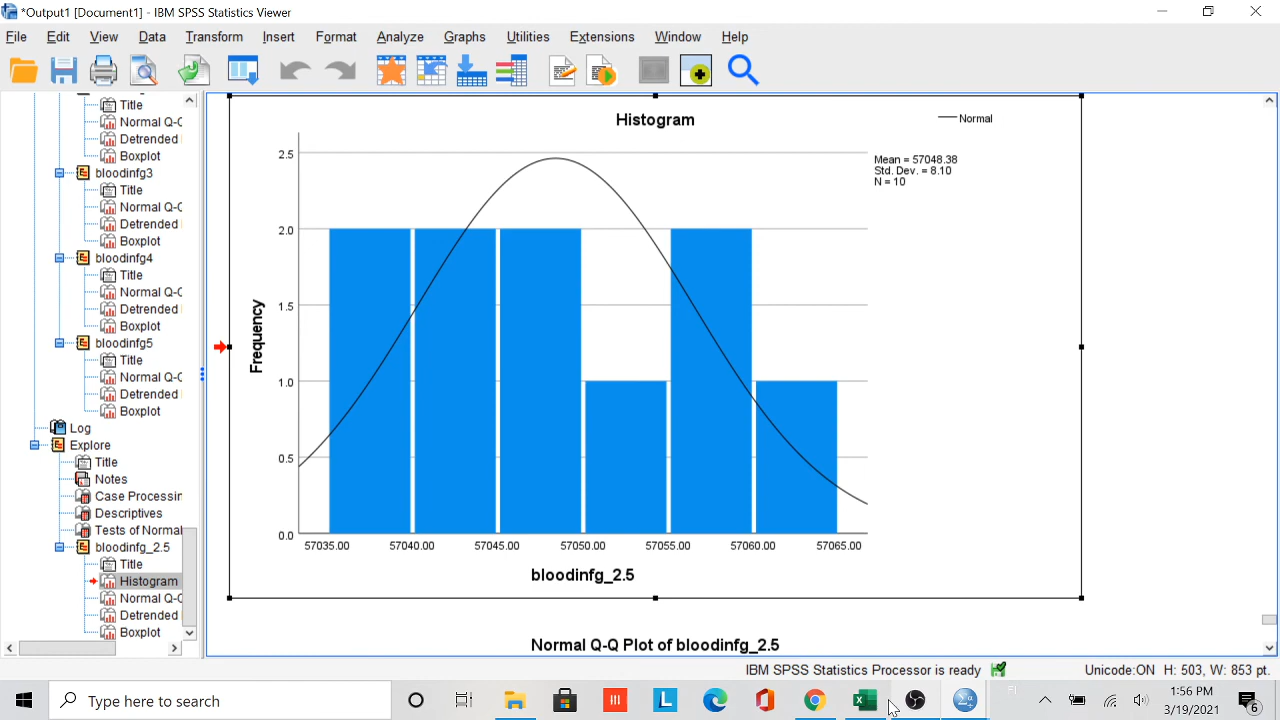 *Output1 [Document1] - IBM SPSS Statistics Viewer
File Edit View Data Transform Insert Format Analyze Graphs Utilities Extensions Window Help
Title
Normal Q-Q
Detrended
Boxplot
bloodinfg3
Title
Normal Q-Q
Detrended
Boxplot
bloodinfg4
Title
Normal Q-Q
Detrended
Boxplot
bloodinfg5
Title
Normal Q-Q
Detrended
Boxplot
Log
Explore
Title
Notes
Case Processin
Descriptives
Tests of Normal
bloodinfg_2.5
Title
Histogram
Normal Q-Q
Detrended
Boxplot
Histogram
Normal
Mean = 57048.38
Std. Dev. = 8.10
N = 10
Frequency
2.5
2.0
1.5
1.0
0.5
0.0
57035.00 57040.00 57045.00 57050.00 57055.00 57060.00 57065.00
bloodinfg_2.5
Normal Q-Q Plot of bloodinfg_2.5
IBM SPSS Statistics Processor is ready Unicode:ON H: 503, W: 853 pt.
Type here to search
1:56 PM
3/19/2021
6